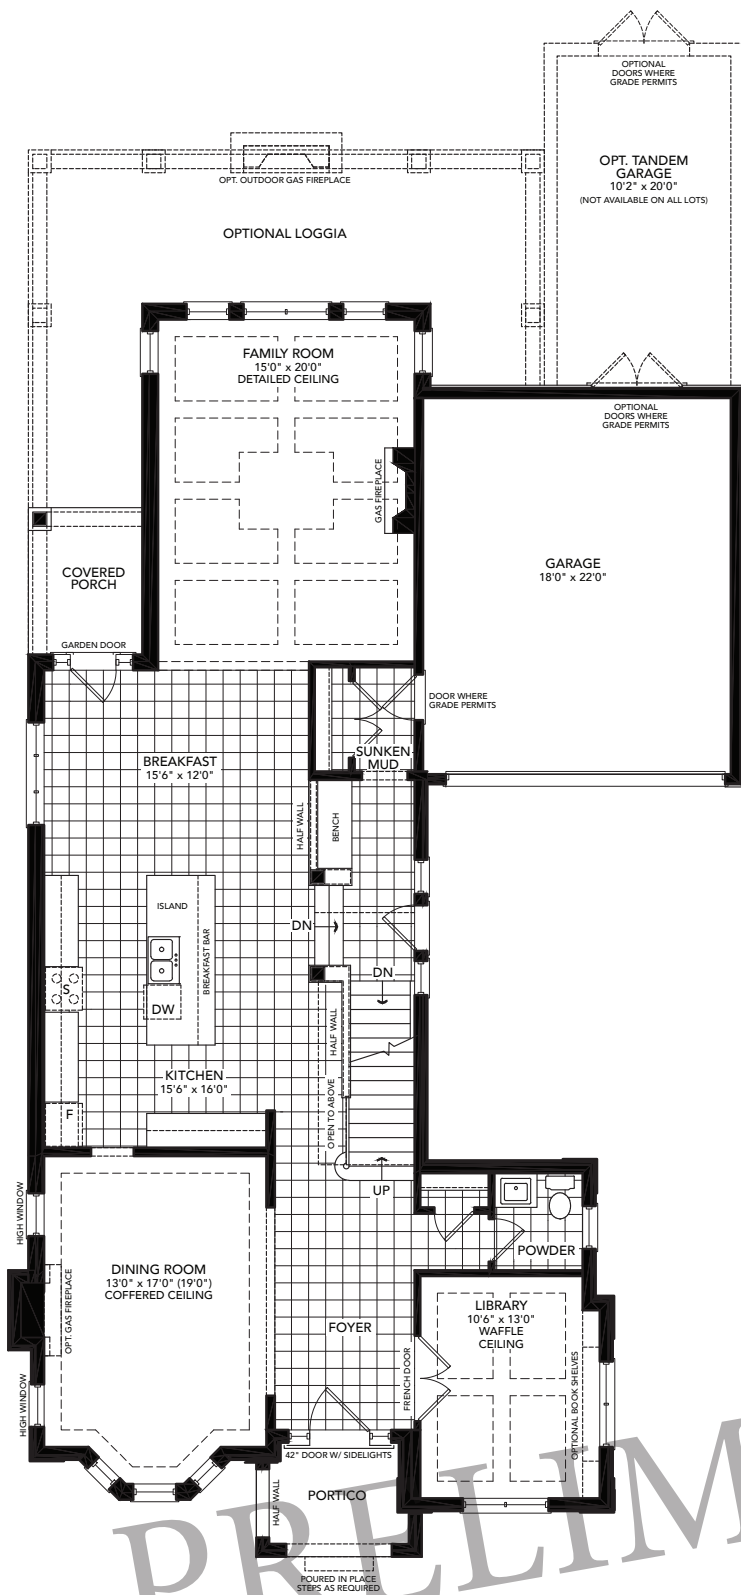 OPTIONAL
DOORS WHERE
GRADE PERMITS
OPT. TANDEM
GARAGE
10'2" x 20'0"
(NOT AVAILABLE ON ALL LOTS)
OPT. OUTDOOR GAS FIREPLACE
OPTIONAL LOGGIA
FAMILY ROOM
15'0" x 20'0"
DETAILED CEILING
OPTIONAL
DOORS WHERE
GRADE PERMITS
GAS FIREPLACE
GARAGE
18'0" x 22'0"
COVERED
PORCH
GARDEN DOOR
DOOR WHERE
GRADE PERMITS
SUNKEN
MUD
BREAKFAST
15'6" x 12'0"
HALF WALL
BENCH
ISLAND
BREAKFAST BAR
DN
DN
S
DW
HALF WALL
KITCHEN
15'6" x 16'0"
F
OPEN TO ABOVE
UP
HIGH WINDOW
POWDER
DINING ROOM
13'0" x 17'0" (19'0")
COFFERED CEILING
OPT. GAS FIREPLACE
FOYER
LIBRARY
10'6" x 13'0"
WAFFLE
CEILING
FRENCH DOOR
OPTIONAL BOOK SHELVES
HIGH WINDOW
42" DOOR W/ SIDELIGHTS
PORTICO
HALF WALL
POURED IN PLACE
STEPS AS REQUIRED
PRELIM